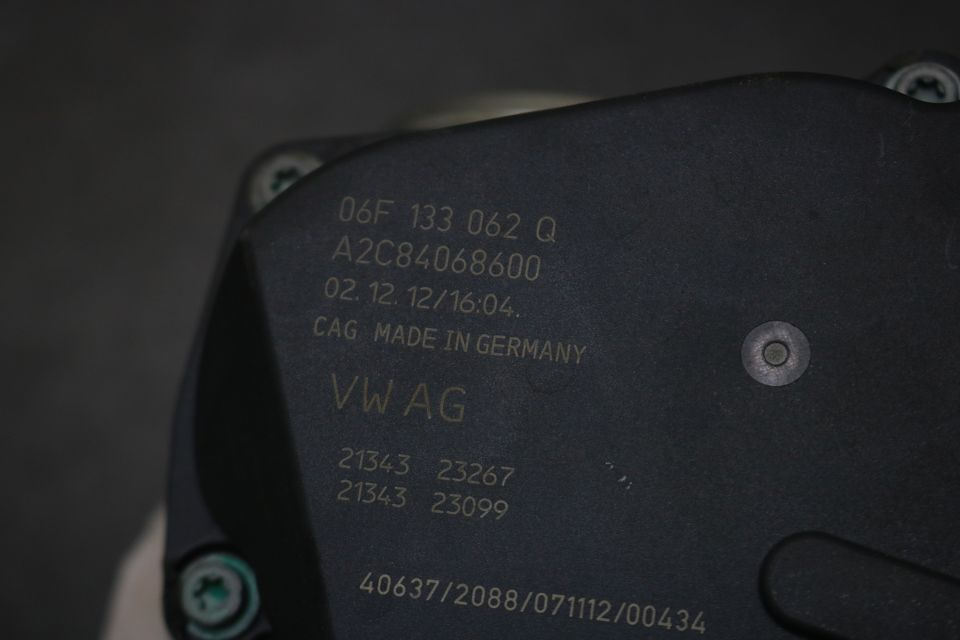 06F 133 062 Q
A2C84068600
02.12.12/16:04.
CAG MADE IN GERMANY
VW AG
21343 23267
21343 23099
40637/2088/071112/00434